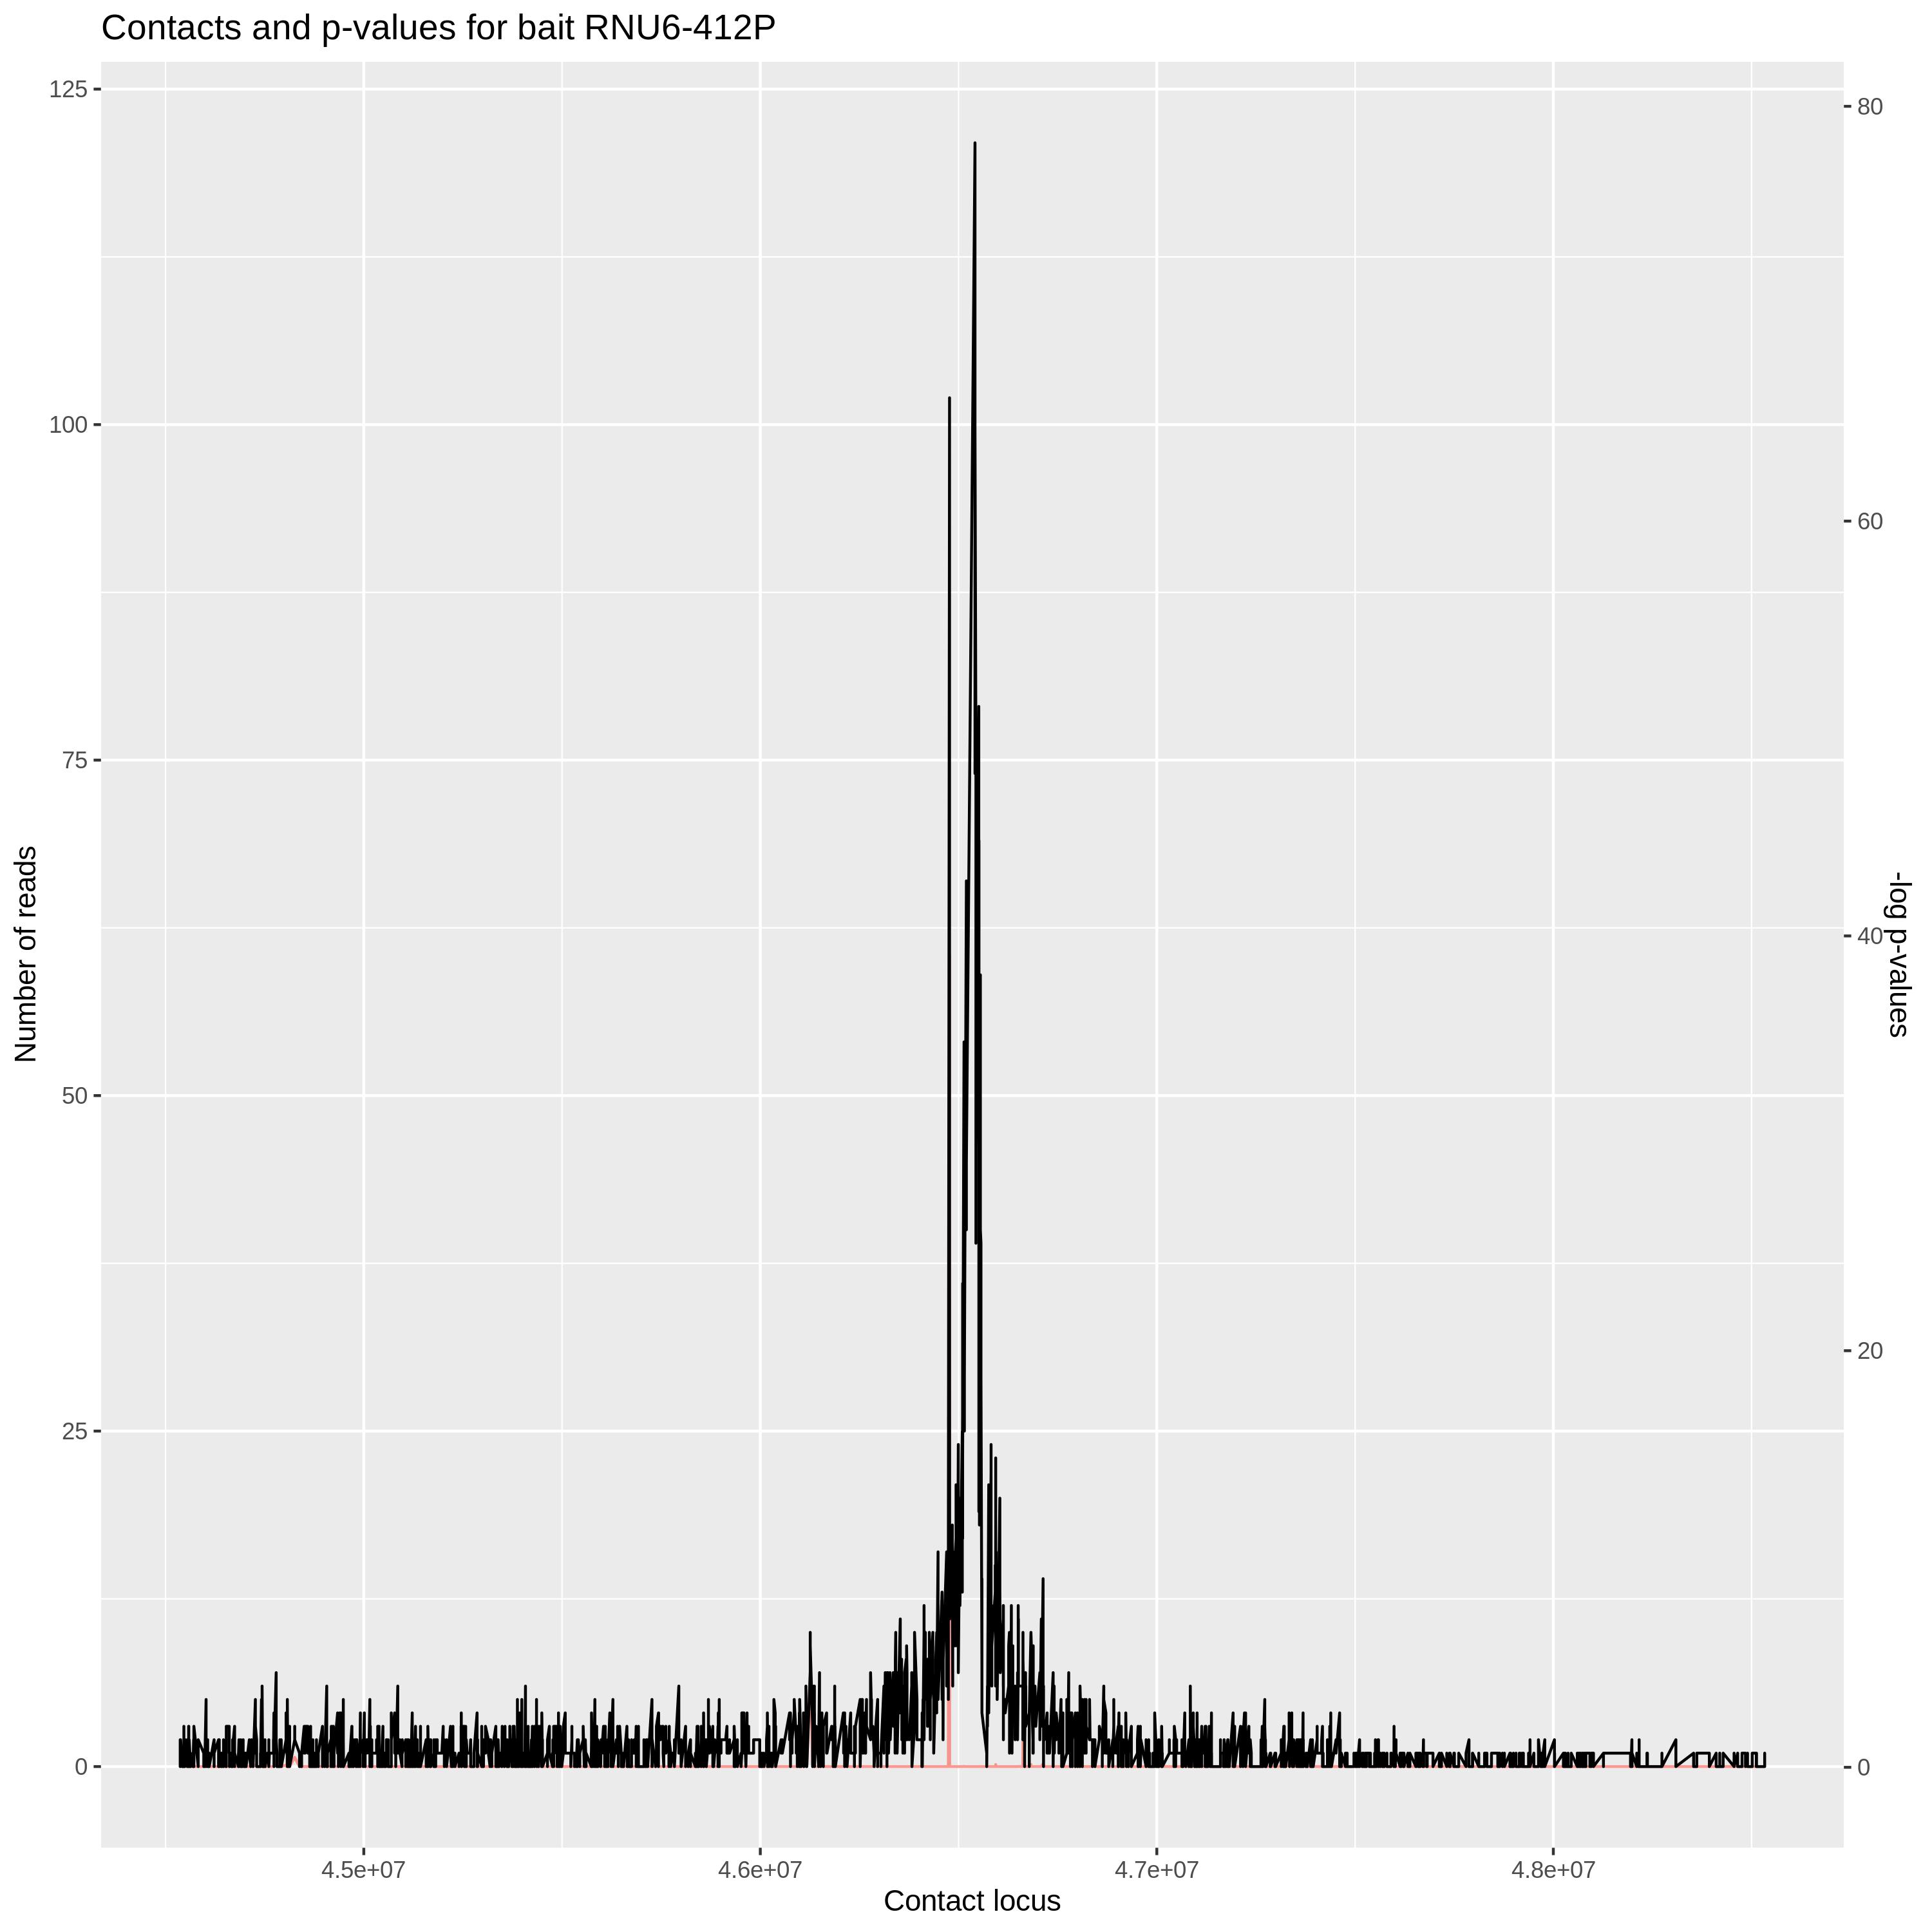 Contacts and p-values for bait RNU6-412P
125
100
75
50
25
0
Number of reads
80
60
40
20
0
-log p-values
4.5e+07
4.6e+07
4.7e+07
4.8e+07
Contact locus